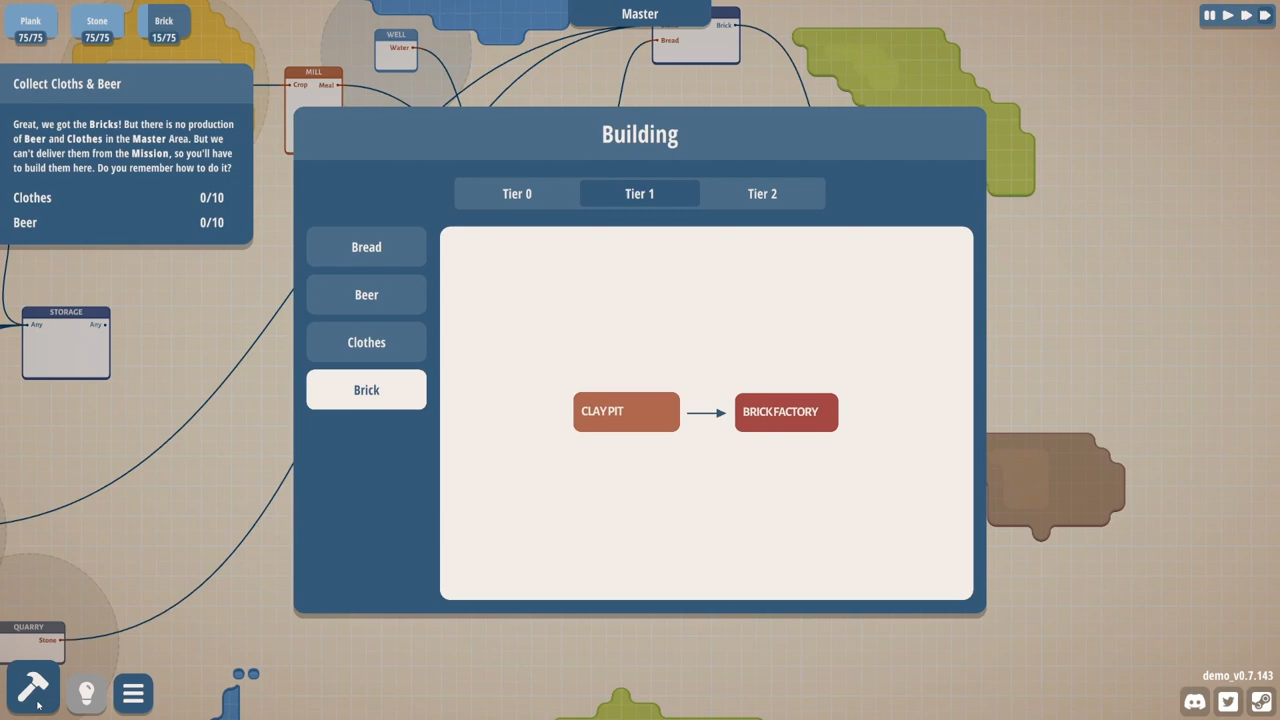 Plank
75/75
Stone
75/75
Brick
15/75
Master
Collect Cloths & Beer
Great, we got the Bricks! But there is no production
of Beer and Clothes in the Master Area. But we
can't deliver them from the Mission, so you'll have
to build them here. Do you remember how to do it?
Clothes 0/10
Beer 0/10
WELL
Water
MILL
Crop Meal
Brick
Bread
Building
Tier 0
Tier 1
Tier 2
Bread
Beer
Clothes
Brick
CLAY PIT
BRICK FACTORY
STORAGE
Any Any
QUARRY
Stone
demo_v0.7.143